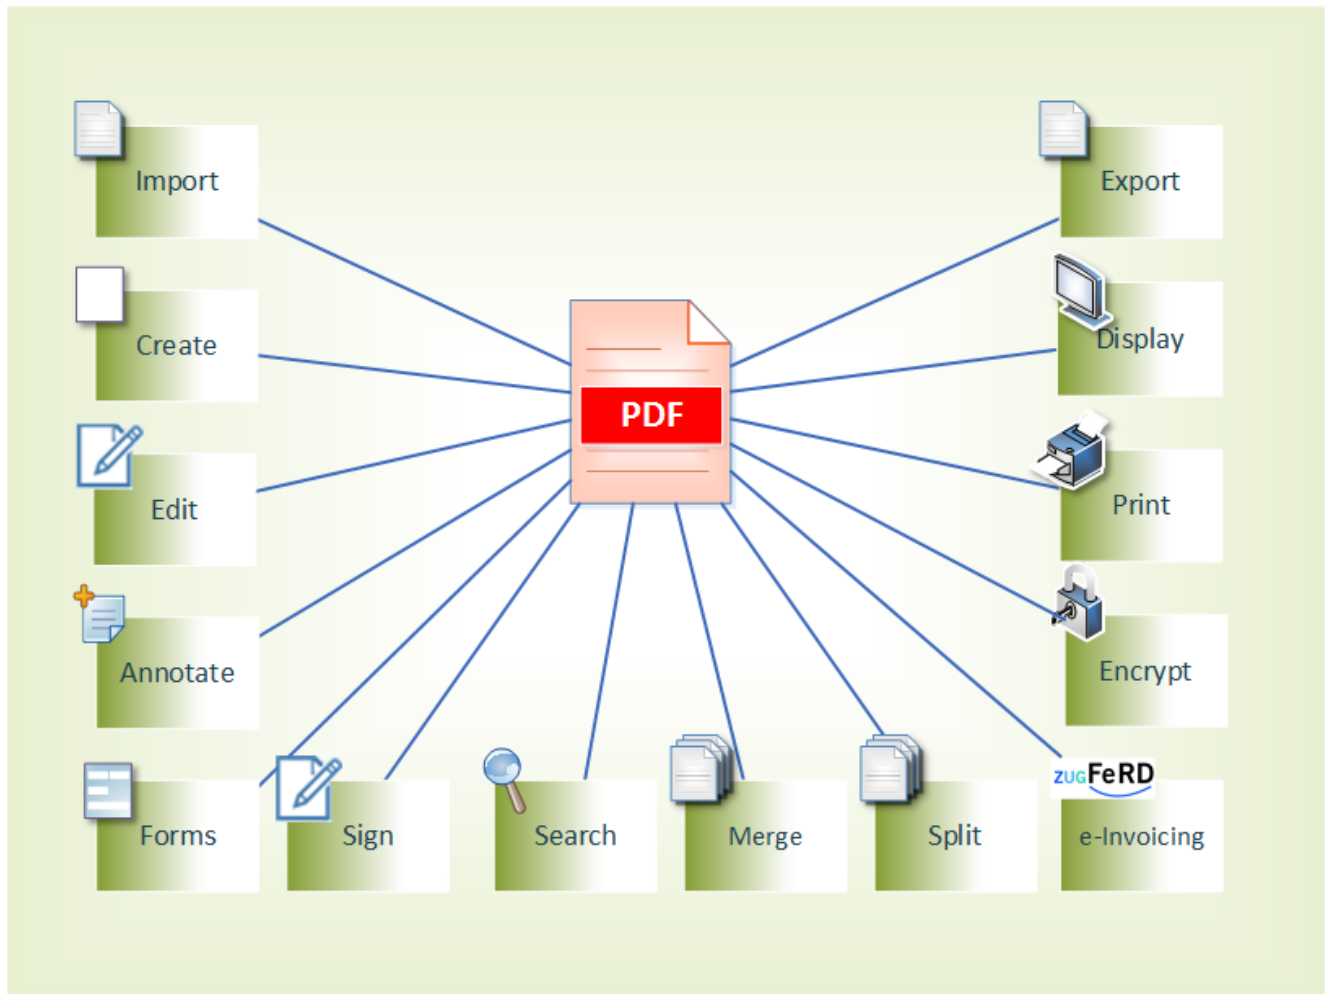 Import
Export
Create
Display
PDF
Edit
Print
Annotate
Encrypt
ZUGFeRD
Forms
Sign
Search
Merge
Split
e-Invoicing